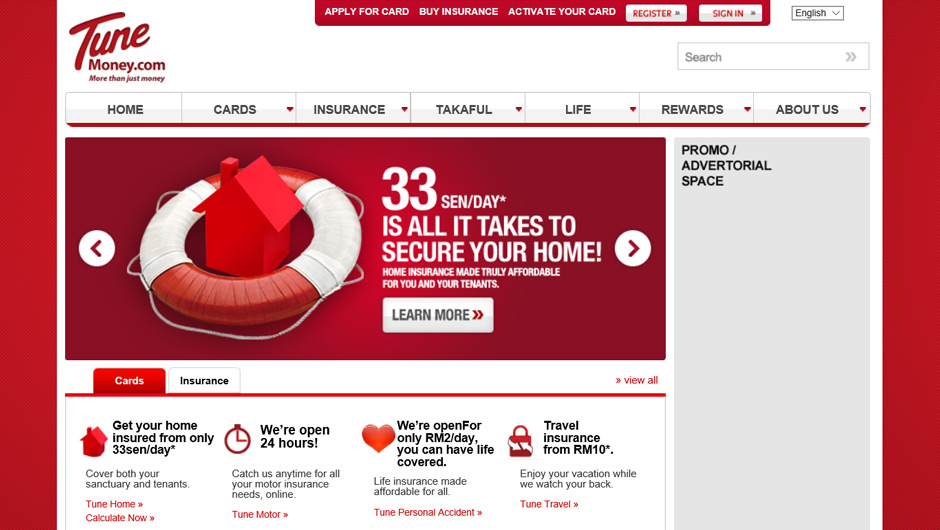 APPLY FOR CARD BUY INSURANCE ACTIVATE YOUR CARD REGISTER » SIGN IN » English
Tune
Money.com
More than just money
Search »
HOME CARDS INSURANCE TAKAFUL LIFE REWARDS ABOUT US
33 SEN/DAY*
IS ALL IT TAKES TO
SECURE YOUR HOME!
HOME INSURANCE MADE TRULY AFFORDABLE
FOR YOU AND YOUR TENANTS.
LEARN MORE »
PROMO /
ADVERTORIAL
SPACE
Cards Insurance » view all
Get your home
insured from only
33sen/day*
Cover both your
sanctuary and tenants.
Tune Home »
Calculate Now »
We're open
24 hours!
Catch us anytime for all
your motor insurance
needs, online.
Tune Motor »
We're openFor
only RM2/day,
you can have life
covered.
Life insurance made
affordable for all.
Tune Personal Accident »
Travel
insurance
from RM10*.
Enjoy your vacation while
we watch your back.
Tune Travel »